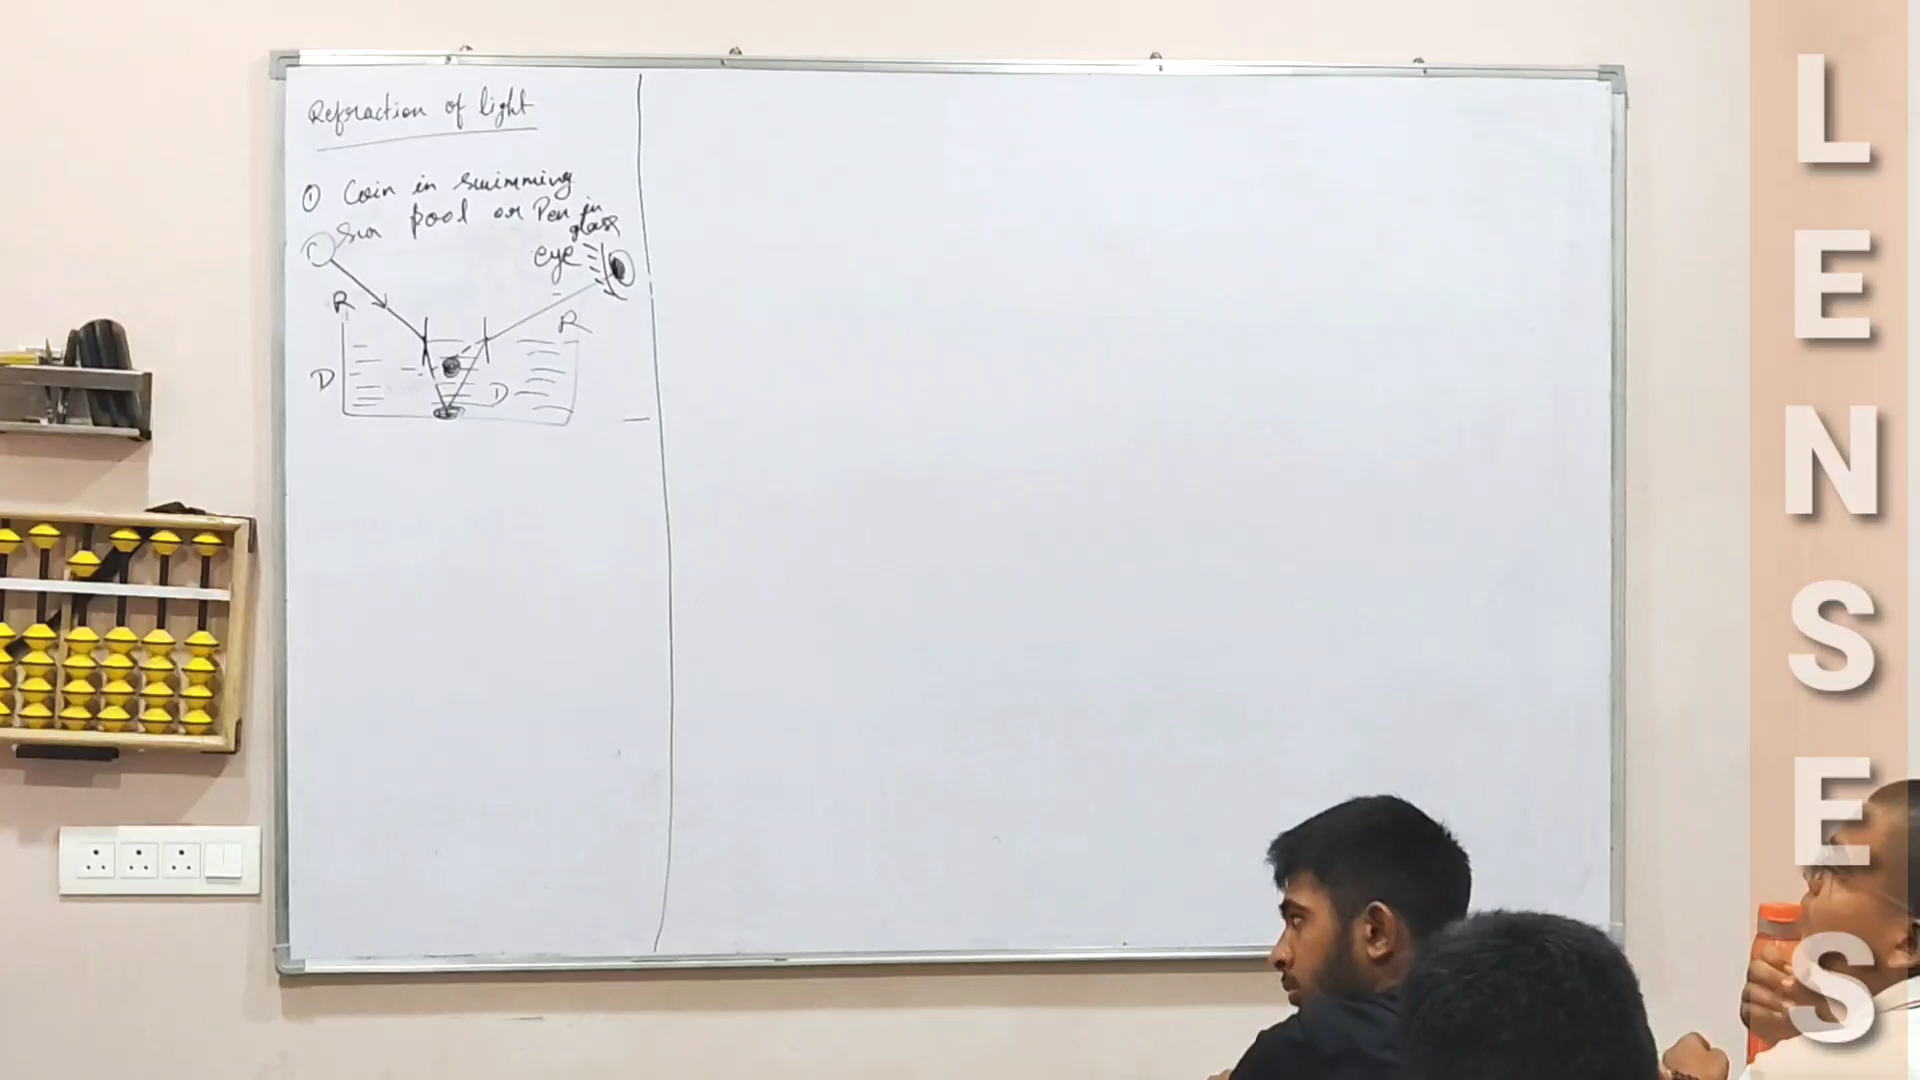 Refraction of light
① Coin in swimming
pool or Pen in
glass
Sun
eye
R
R
D
D
LENSES